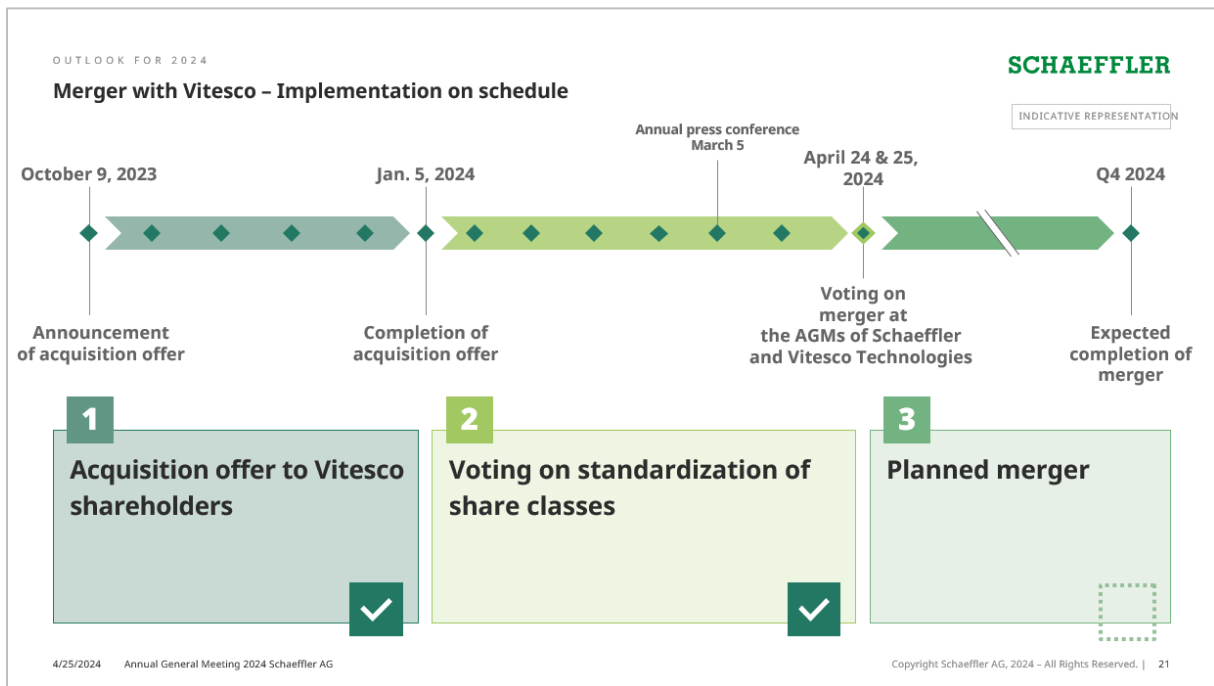 OUTLOOK FOR 2024
SCHAEFFLER
Merger with Vitesco – Implementation on schedule
INDICATIVE REPRESENTATION
Annual press conference
March 5
October 9, 2023
Jan. 5, 2024
April 24 & 25,
2024
Q4 2024
Announcement
of acquisition offer
Completion of
acquisition offer
Voting on
merger at
the AGMs of Schaeffler
and Vitesco Technologies
Expected
completion of
merger
1
Acquisition offer to Vitesco
shareholders
2
Voting on standardization of
share classes
3
Planned merger
4/25/2024 Annual General Meeting 2024 Schaeffler AG
Copyright Schaeffler AG, 2024 – All Rights Reserved. | 21